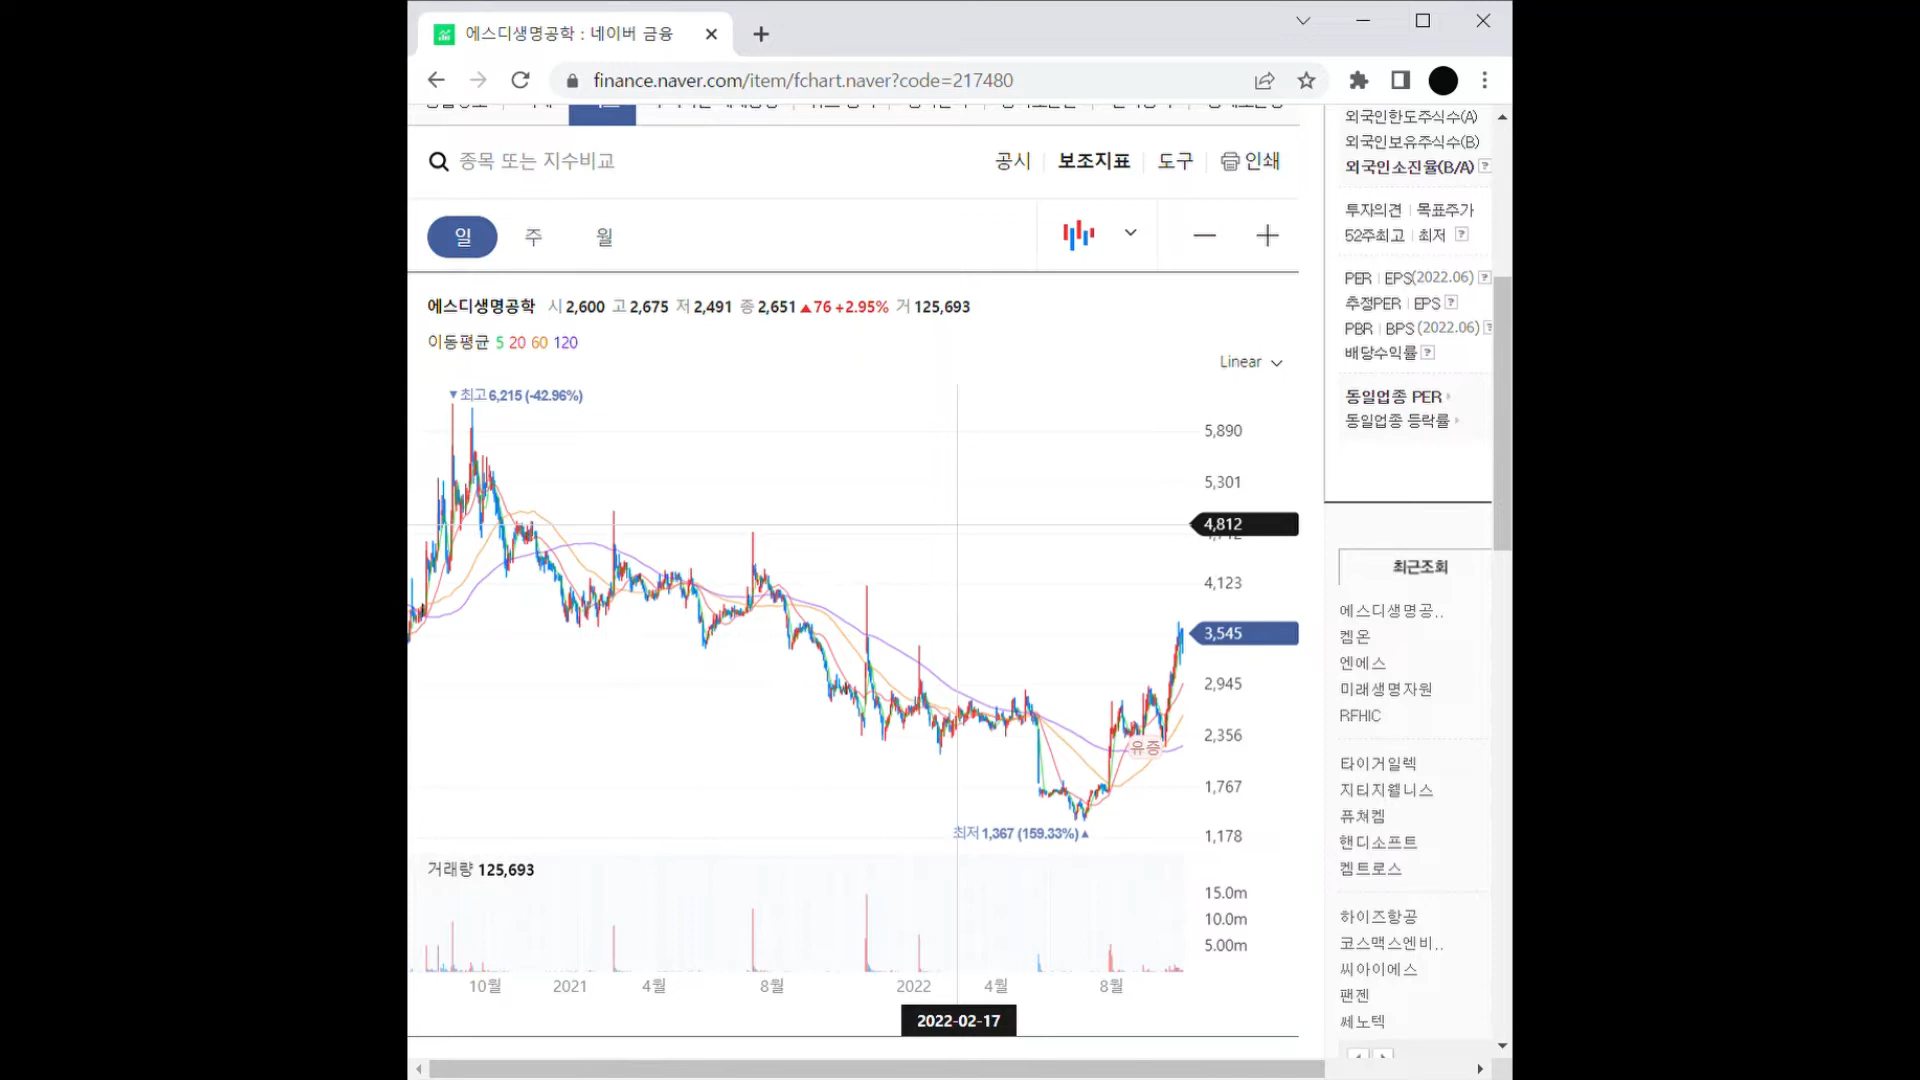 에스디생명공학 : 네이버 금융
finance.naver.com/item/fchart.naver?code=217480
종목 또는 지수비교
공시 보조지표 도구 인쇄
일 주 월
에스디생명공학 시 2,600 고 2,675 저 2,491 종 2,651 ▲76 +2.95% 거 125,693
이동평균 5 20 60 120
Linear
▼최고 6,215 (-42.96%)
5,890
5,301
4,812
4,123
3,545
2,945
2,356
1,767
1,178
유증
최저 1,367 (159.33%)▲
거래량 125,693
15.0m
10.0m
5.00m
10월 2021 4월 8월 2022 4월 8월
2022-02-17
외국인한도주식수(A)
외국인보유주식수(B)
외국인소진율(B/A) ?
투자의견 | 목표주가
52주최고 | 최저 ?
PER | EPS(2022.06) ?
추정PER | EPS ?
PBR | BPS (2022.06) ?
배당수익률 ?
동일업종 PER
동일업종 등락률
최근조회
에스디생명공..
켐온
엔에스
미래생명자원
RFHIC
타이거일렉
지티지웰니스
퓨쳐켐
핸디소프트
켐트로스
하이즈항공
코스맥스엔비..
씨아이에스
팬젠
쎄노텍